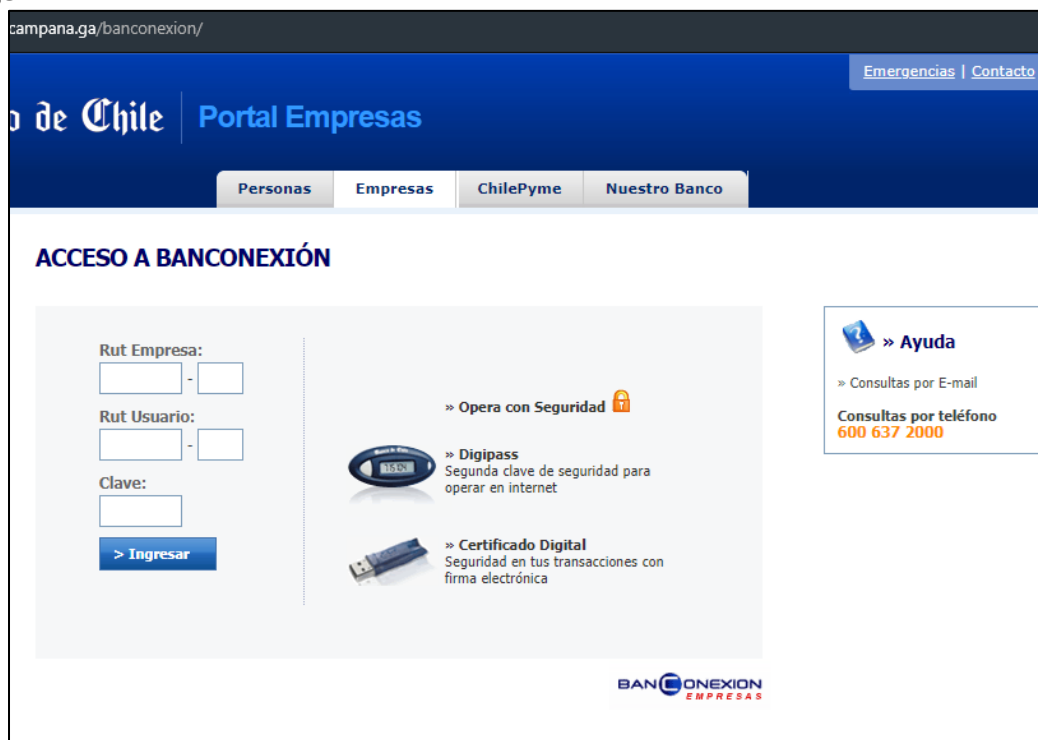 campana.ga/banconexion/
Emergencias | Contacto
o de Chile Portal Empresas
Personas Empresas ChilePyme Nuestro Banco
ACCESO A BANCONEXIÓN
Rut Empresa:
-
Rut Usuario:
-
Clave:
> Ingresar
» Opera con Seguridad
» Digipass
Segunda clave de seguridad para
operar en internet
» Certificado Digital
Seguridad en tus transacciones con
firma electrónica
» Ayuda
» Consultas por E-mail
Consultas por teléfono
600 637 2000
BANCONEXION
EMPRESAS